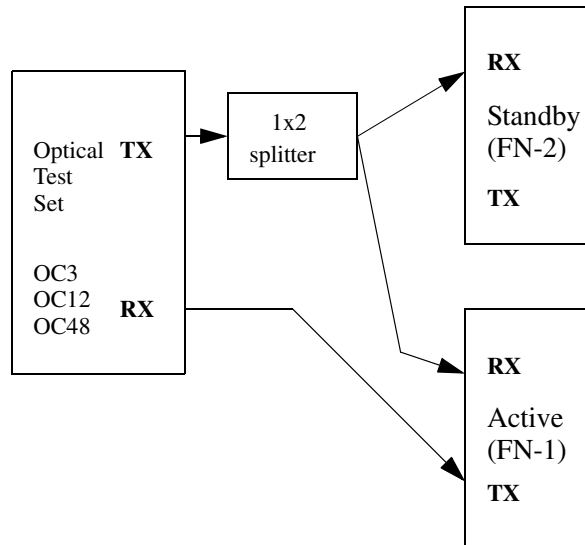 Optical TX
Test
Set
OC3
OC12 RX
OC48
1x2
splitter
RX
Standby
(FN-2)
TX
RX
Active
(FN-1)
TX